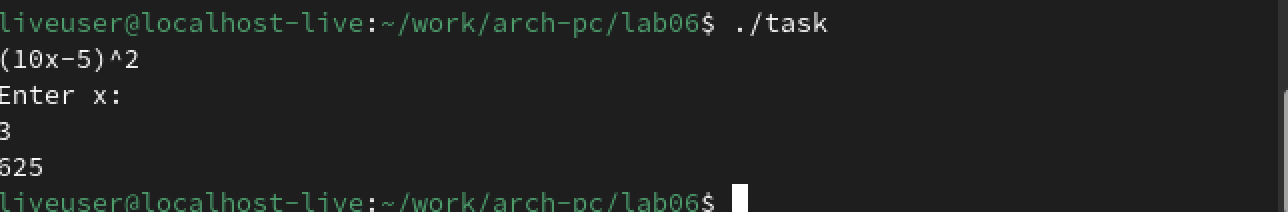 liveuser@localhost-live:~/work/arch-pc/lab06$ ./task
(10x-5)^2
Enter x:
3
625
liveuser@localhost-live:~/work/arch-pc/lab06$